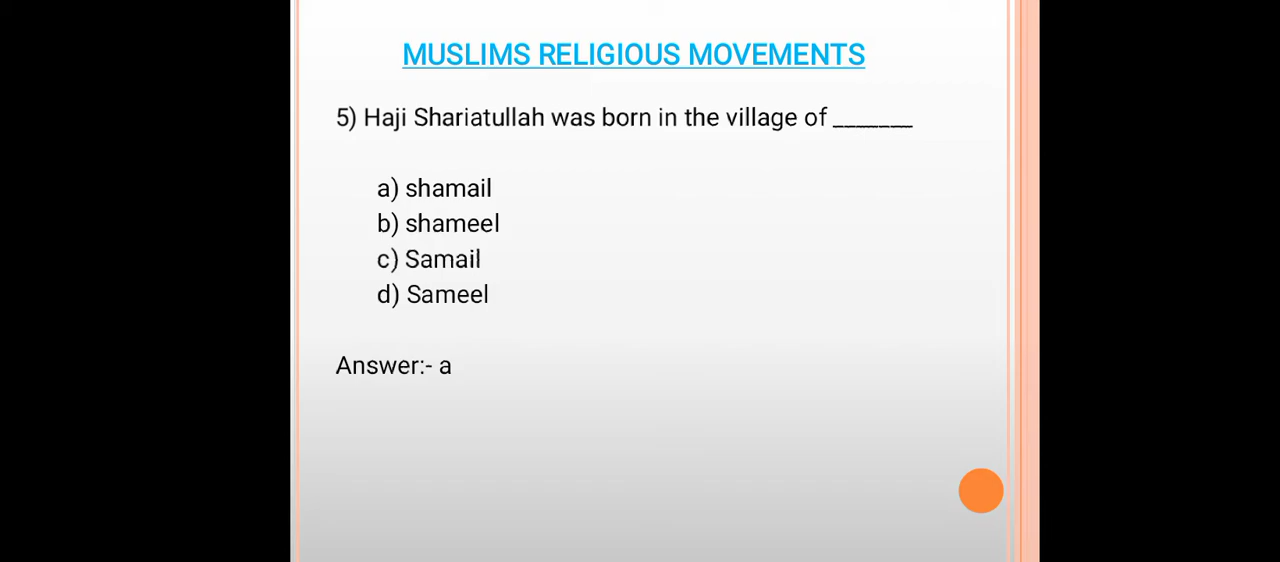 MUSLIMS RELIGIOUS MOVEMENTS
5) Haji Shariatullah was born in the village of _______
a) shamail
b) shameel
c) Samail
d) Sameel
Answer:- a